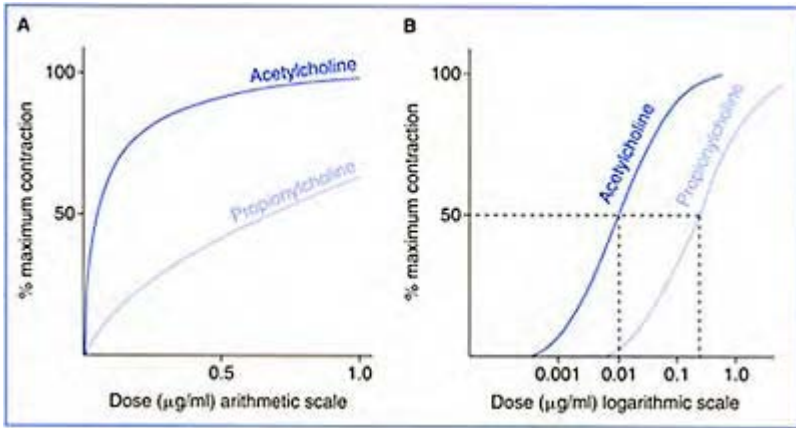 A
% maximum contraction
100
50
Acetylcholine
Propionylcholine
0.5
1.0
Dose (μg/ml) arithmetic scale
B
% maximum contraction
100
50
Acetylcholine
Propionylcholine
0.001
0.01
0.1
1.0
Dose (μg/ml) logarithmic scale